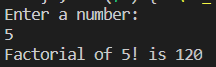 Enter a number:
5
Factorial of 5! is 120